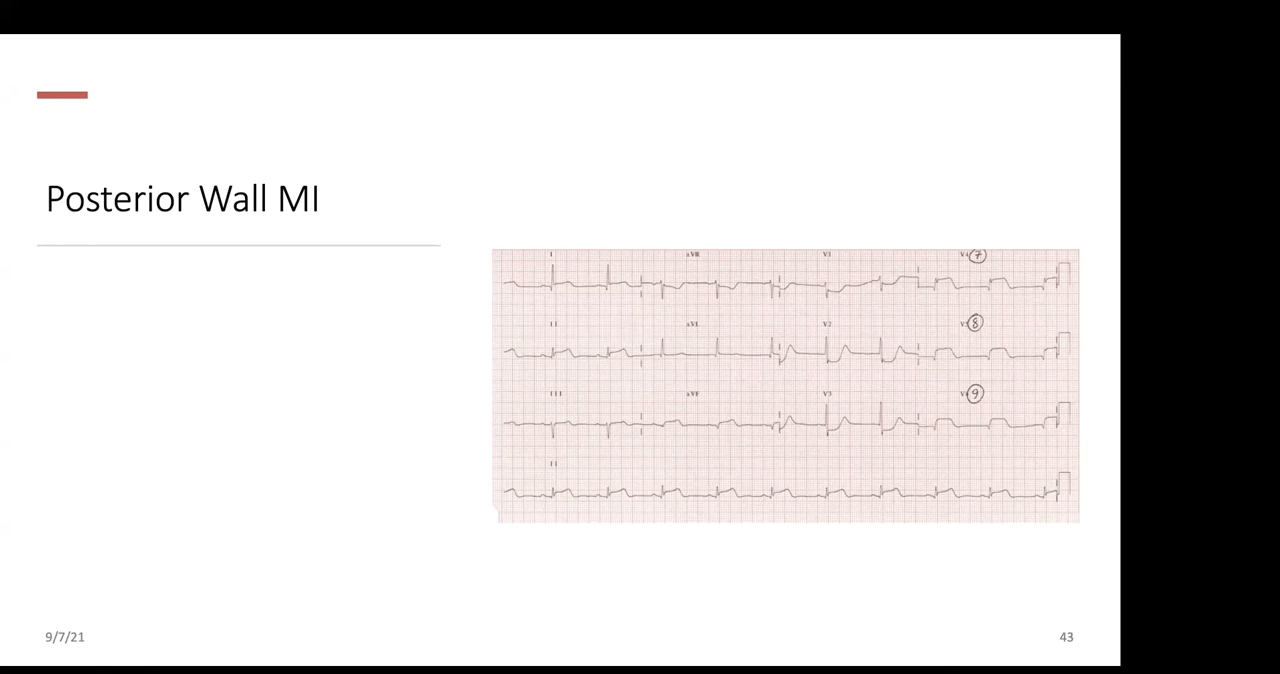 Posterior Wall MI
I aVR V1 V4 7
II aVL V2 V5 8
III aVF V3 9
II
9/7/21
43